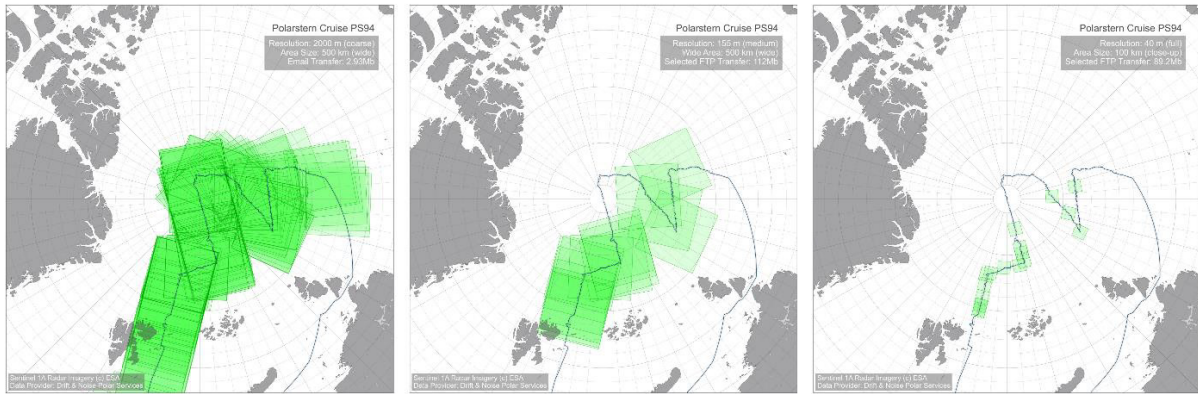 Polarstern Cruise PS94
Resolution: 2000 m (coarse)
Area Size: 500 km (wide)
Email Transfer: 2.93Mb
Sentinel 1A Radar Imagery (c) ESA
Data Provider: Drift & Noise Polar Services
Polarstern Cruise PS94
Resolution: 156 m (medium)
Wide Area: 500 km (wide)
Selected FTP Transfer: 112Mb
Sentinel 1A Radar Imagery (c) ESA
Data Provider: Drift & Noise Polar Services
Polarstern Cruise PS94
Resolution: 40 m (full)
Area Size: 100 km (close-up)
Selected FTP Transfer: 89.2Mb
Sentinel 1A Radar Imagery (c) ESA
Data Provider: Drift & Noise Polar Services